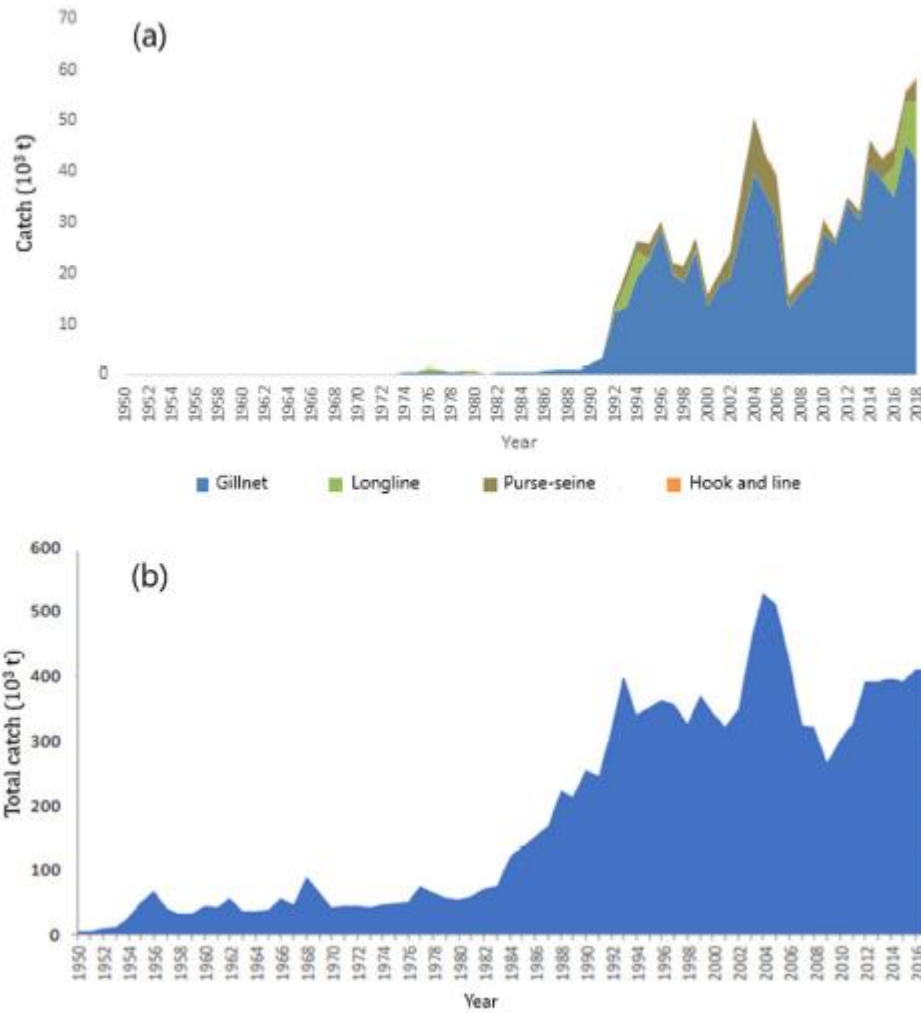 (a)
70
60
50
40
30
20
10
0
Catch (10³ t)
1950 1952 1954 1956 1958 1960 1962 1964 1966 1968 1970 1972 1974 1976 1978 1980 1982 1984 1986 1988 1990 1992 1994 1996 1998 2000 2002 2004 2006 2008 2010 2012 2014 2016 2018
Year
Gillnet Longline Purse-seine Hook and line
(b)
600
500
400
300
200
100
0
Total catch (10³ t)
1950 1952 1954 1956 1958 1960 1962 1964 1966 1968 1970 1972 1974 1976 1978 1980 1982 1984 1986 1988 1990 1992 1994 1996 1998 2000 2002 2004 2006 2008 2010 2012 2014 2016
Year